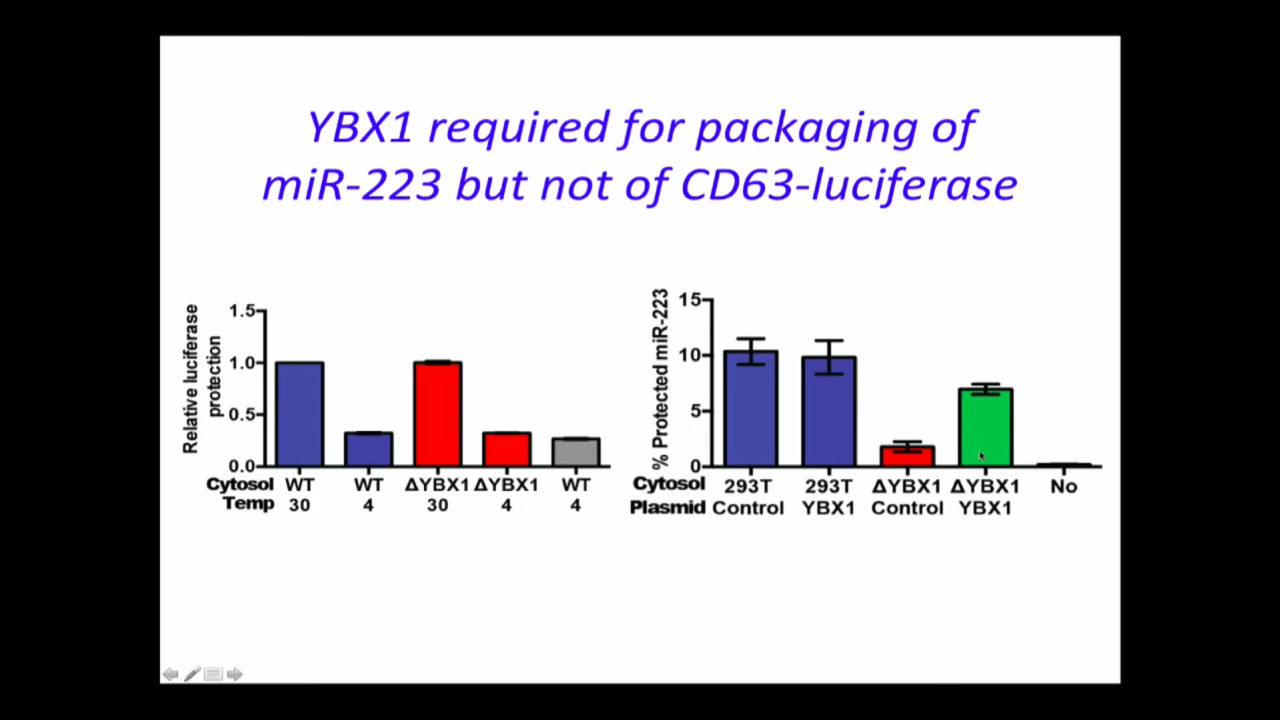 YBX1 required for packaging of
miR-223 but not of CD63-luciferase
Relative luciferase
protection
1.5
1.0
0.5
0.0
Cytosol WT WT ΔYBX1 ΔYBX1 WT
Temp 30 4 30 4 4
% Protected miR-223
15
10
5
0
Cytosol 293T 293T ΔYBX1 ΔYBX1 No
Plasmid Control YBX1 Control YBX1